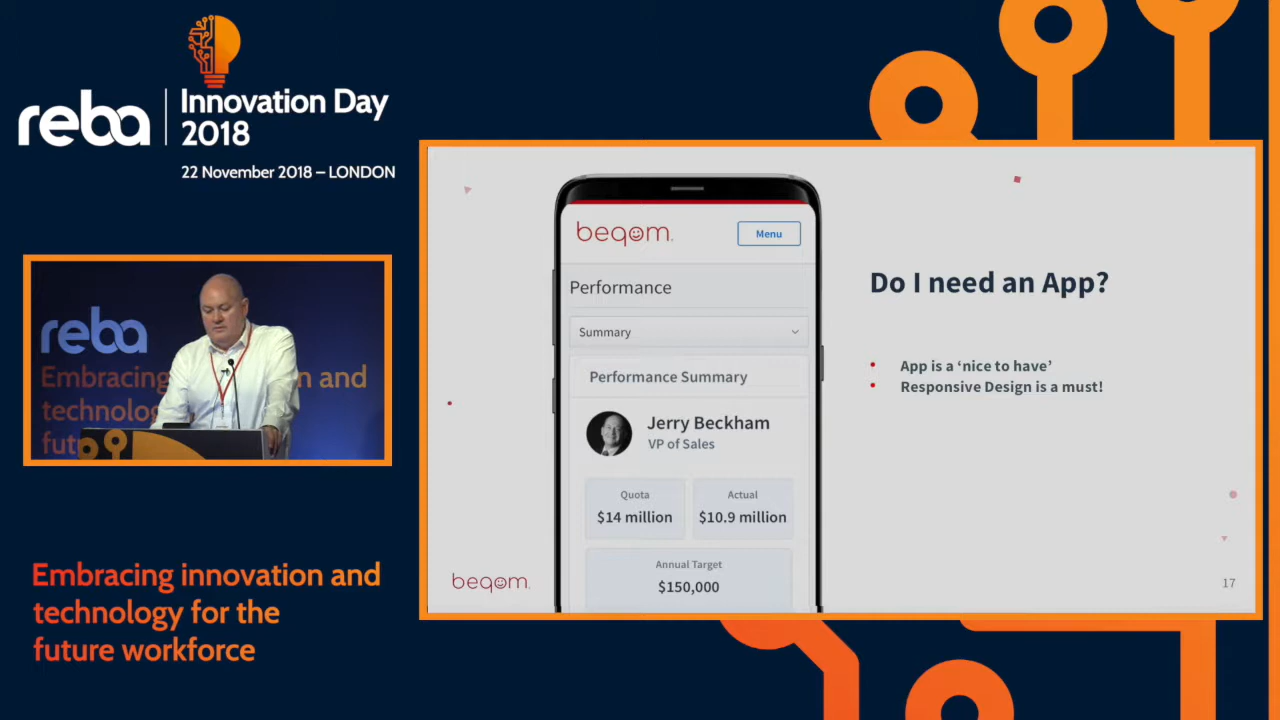 reba
Innovation Day
2018
22 November 2018 – LONDON
reba
Embracing
n and
technolog
fut
Embracing innovation and
technology for the
future workforce
beqom.
Menu
Performance
Summary
Performance Summary
Jerry Beckham
VP of Sales
Quota
$14 million
Actual
$10.9 million
Annual Target
$150,000
Do I need an App?
• App is a ‘nice to have’
• Responsive Design is a must!
beqom.
17